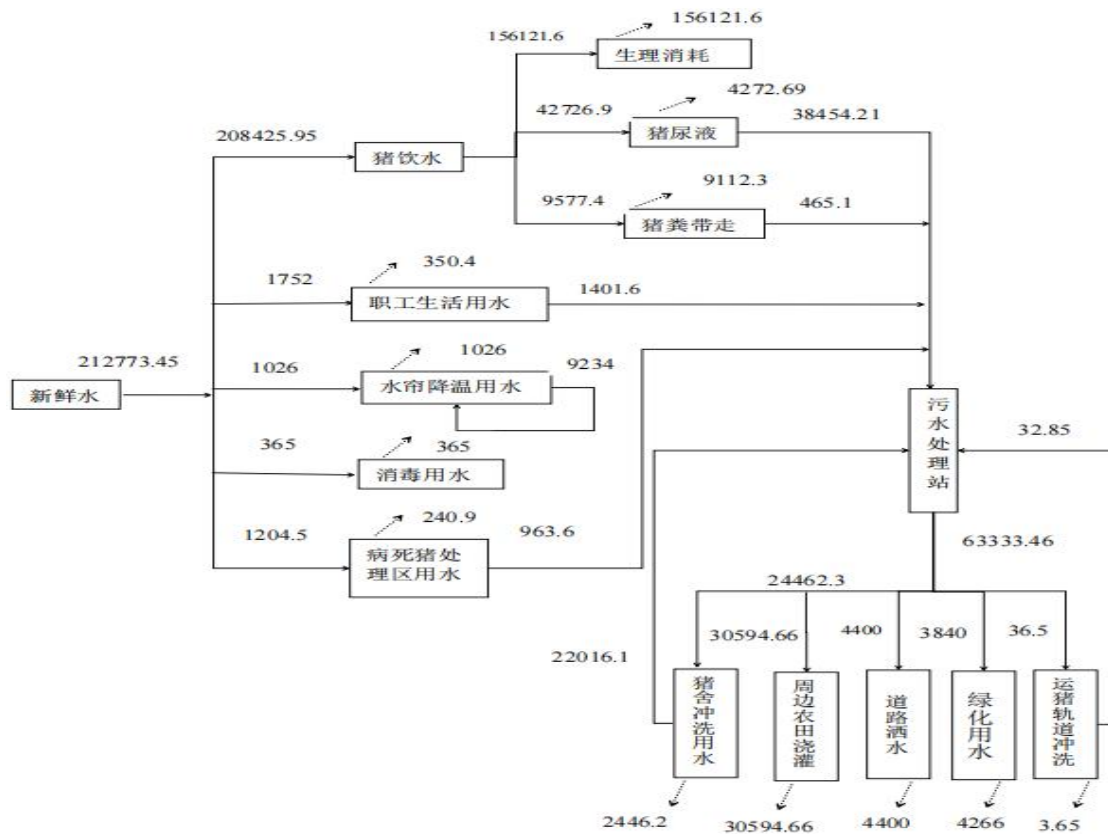 156121.6
156121.6
生理消耗
4272.69
42726.9
38454.21
猪尿液
208425.95
猪饮水
9112.3
9577.4
465.1
猪粪带走
350.4
1752
1401.6
职工生活用水
212773.45
新鲜水
1026
1026
9234
水帘降温用水
365
365
消毒用水
240.9
1204.5
963.6
病死猪处
理区用水
污水处理站
32.85
63333.46
24462.3
30594.66
4400
3840
36.5
22016.1
猪舍冲洗用水
周边农田浇灌
道路洒水
绿化用水
运猪轨道冲洗
2446.2
30594.66
4400
4266
3.65